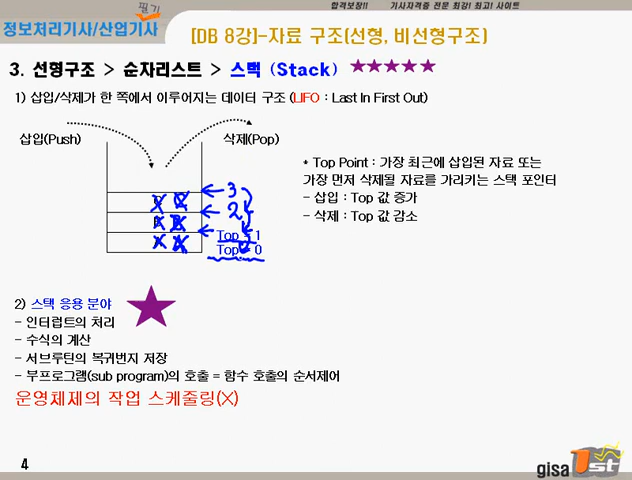 합격보장!! 기사자격증 전문 최강! 최고! 사이트
필기
정보처리기사/산업기사
[DB 8강]-자료 구조(선형, 비선형구조)
3. 선형구조 > 순차리스트 > 스택 (Stack) ★★★★★
1) 삽입/삭제가 한 쪽에서 이루어지는 데이터 구조 (LIFO : Last In First Out)
삽입(Push)
삭제(Pop)
* Top Point : 가장 최근에 삽입된 자료 또는
가장 먼저 삭제될 자료를 가리키는 스택 포인터
- 삽입 : Top 값 증가
- 삭제 : Top 값 감소
3
2
Top = 1
Top = 0
2) 스택 응용 분야
- 인터럽트의 처리
- 수식의 계산
- 서브루틴의 복귀번지 저장
- 부프로그램(sub program)의 호출 = 함수 호출의 순서제어
운영체제의 작업 스케줄링(X)
4
gisa 1st